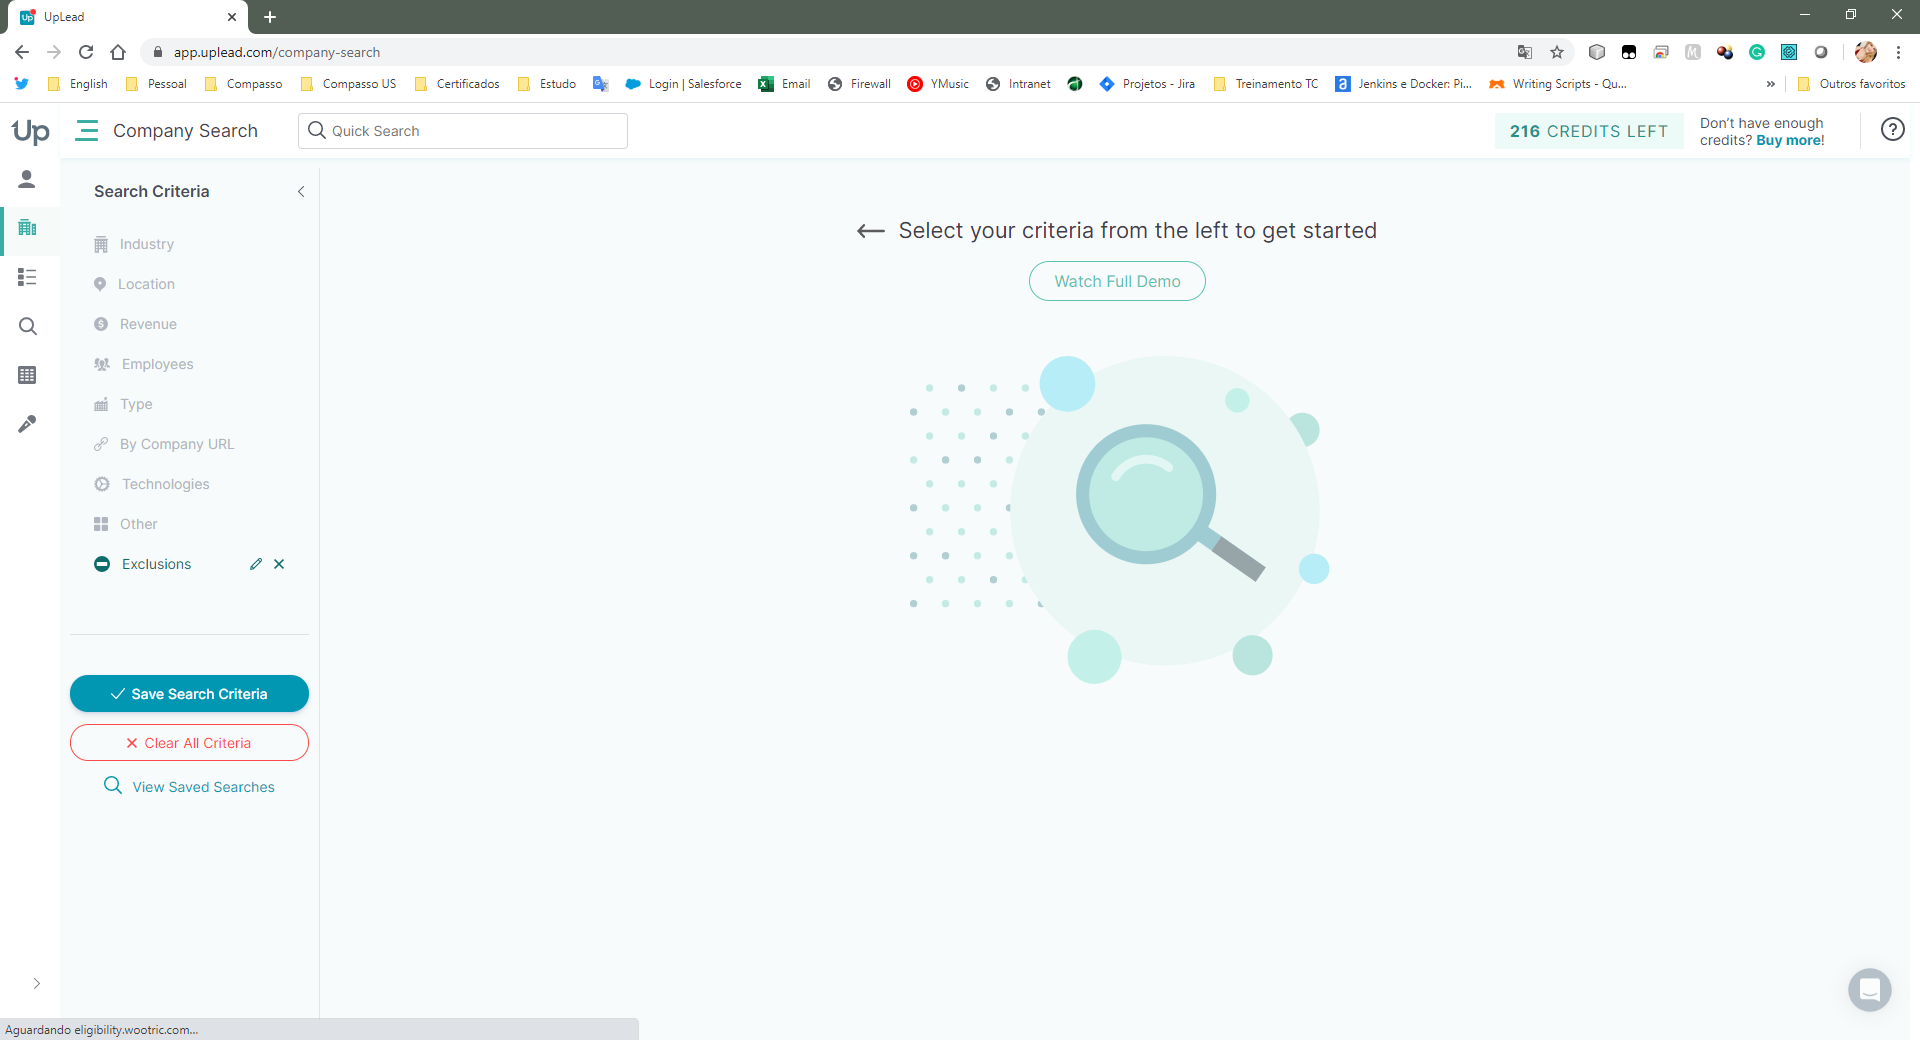 UpLead
app.uplead.com/company-search
English
Pessoal
Compasso
Compasso US
Certificados
Estudo
Login | Salesforce
Email
Firewall
YMusic
Intranet
Projetos - Jira
Treinamento TC
Jenkins e Docker: Pi...
Writing Scripts - Qu...
»
Outros favoritos
Up
Company Search
Quick Search
216 CREDITS LEFT
Don't have enough
credits? Buy more!
Search Criteria
Industry
Location
Revenue
Employees
Type
By Company URL
Technologies
Other
Exclusions
Save Search Criteria
Clear All Criteria
View Saved Searches
Select your criteria from the left to get started
Watch Full Demo
Aguardando eligibility.wootric.com...